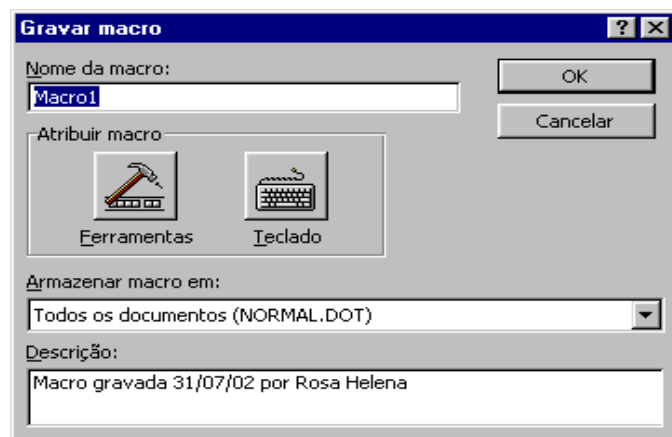 Gravar macro
Nome da macro:
Macro1
OK
Cancelar
Atribuir macro
Ferramentas
Teclado
Armazenar macro em:
Todos os documentos (NORMAL.DOT)
Descrição:
Macro gravada 31/07/02 por Rosa Helena